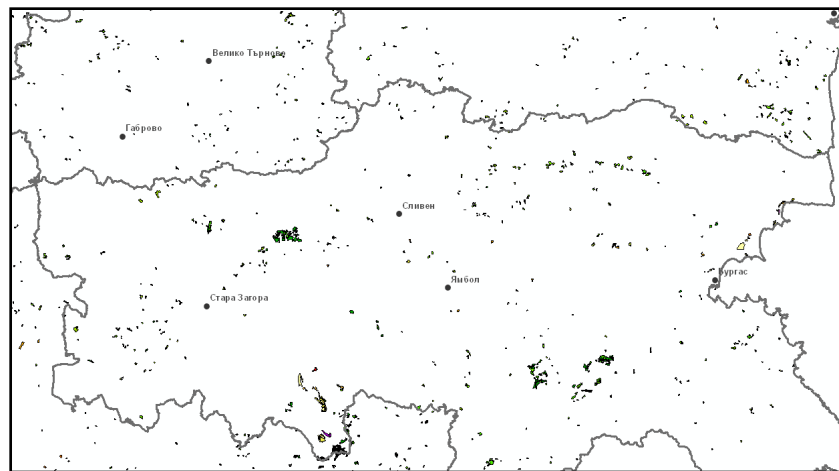 Велико Търново
Габрово
Сливен
Ямбол
Бургас
Стара Загора